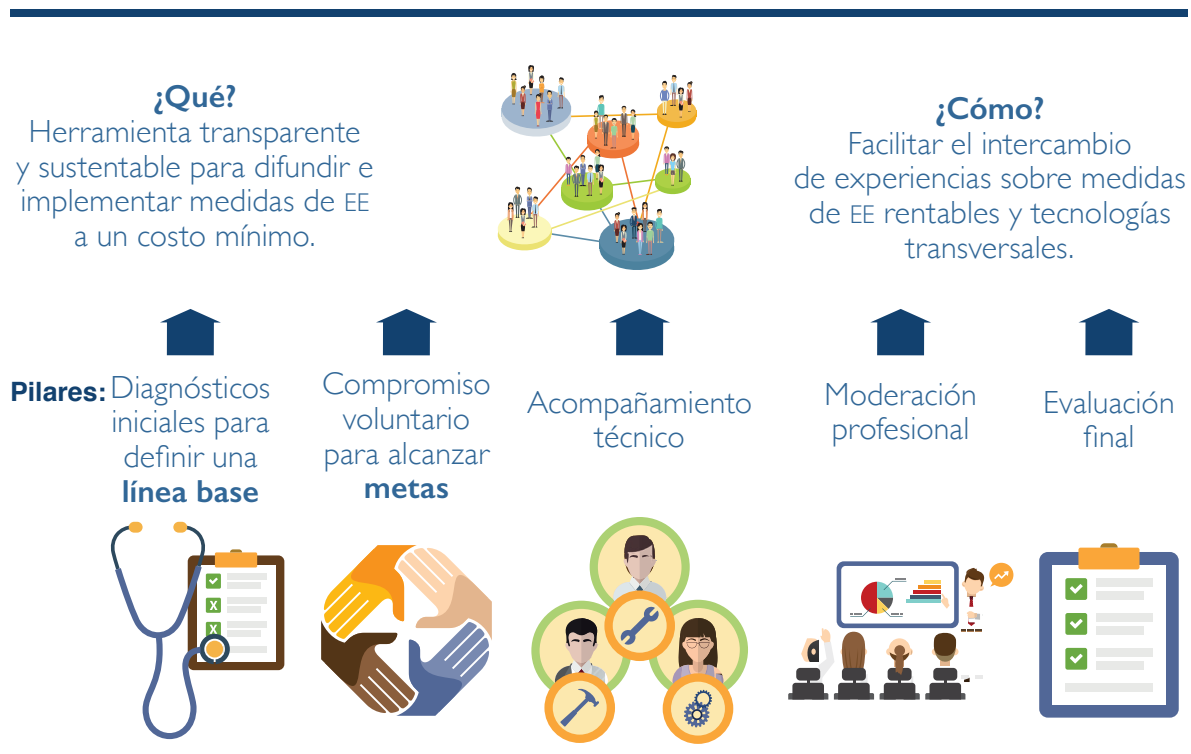 ¿Qué?
Herramienta transparente
y sustentable para difundir e
implementar medidas de EE
a un costo mínimo.
¿Cómo?
Facilitar el intercambio
de experiencias sobre medidas
de EE rentables y tecnologías
transversales.
Pilares:
Diagnósticos
iniciales para
definir una
línea base
Compromiso
voluntario
para alcanzar
metas
Acompañamiento
técnico
Moderación
profesional
Evaluación
final